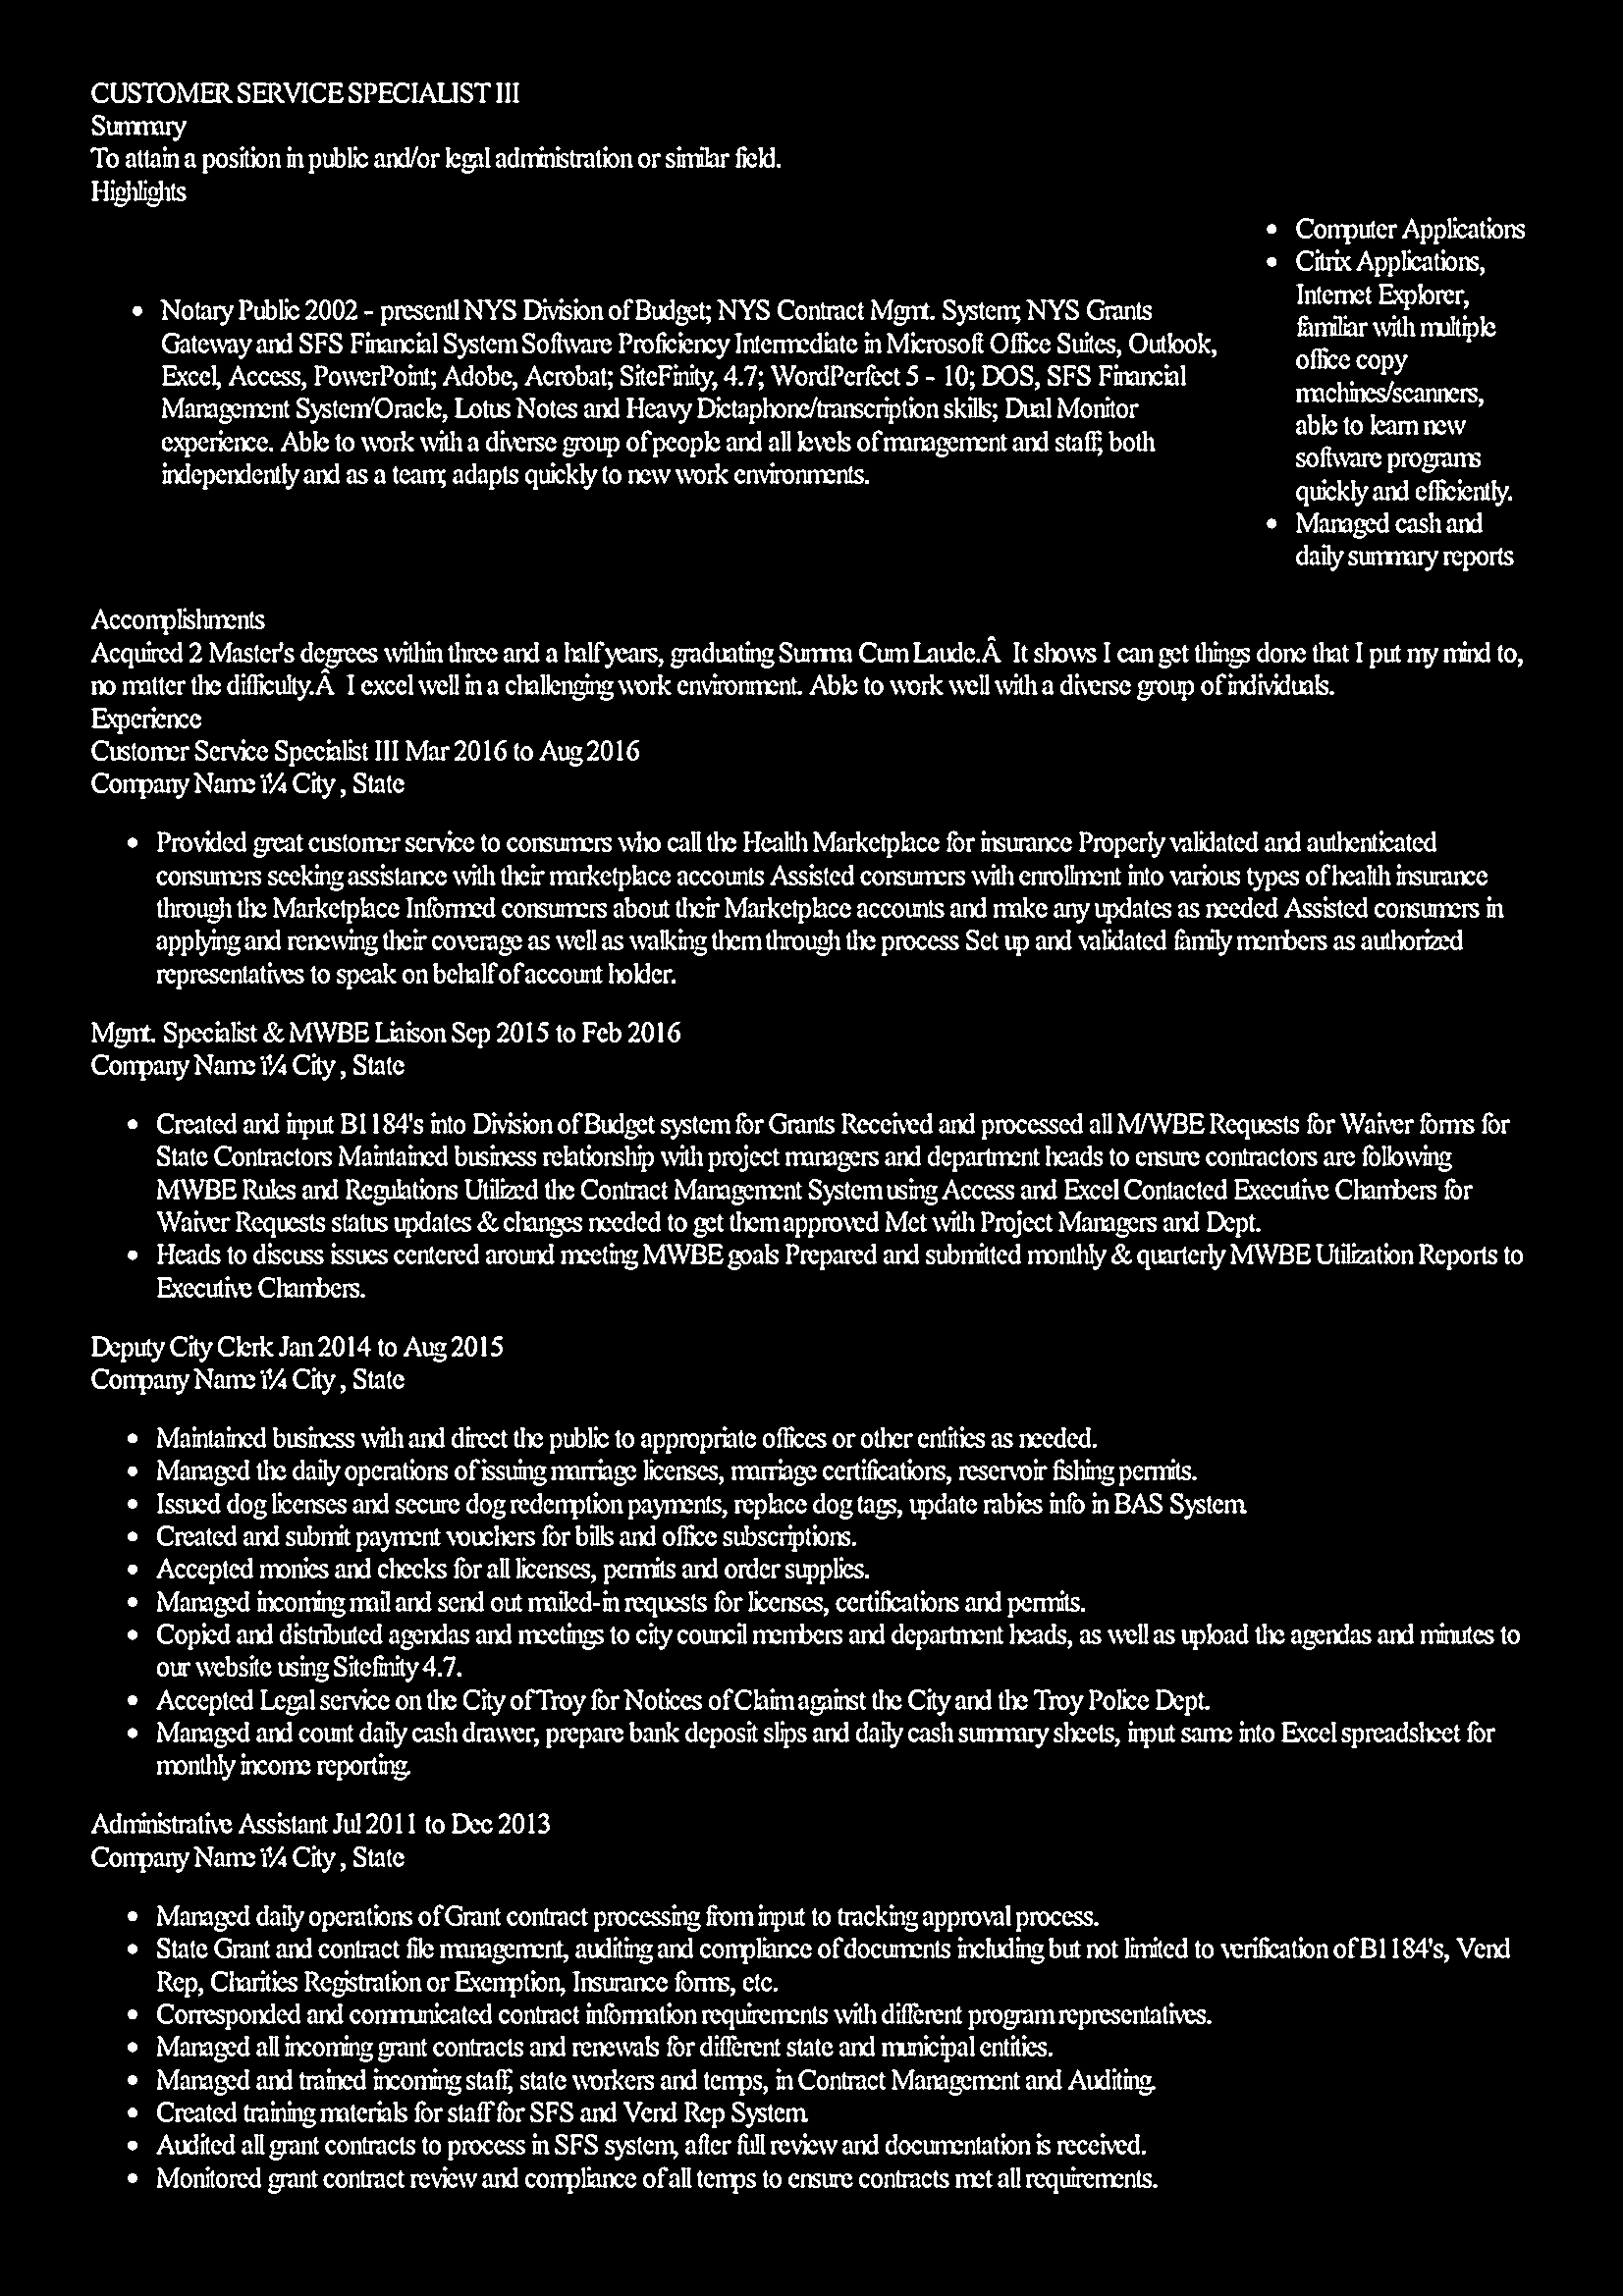 CUSTOMER SERVICE SPECIALIST III
Summary
To attain a position in public and/or legal administration or similar field.
Highlights
• Notary Public 2002 - presentl NYS Division of Budget; NYS Contract Mgmt. System; NYS Grants
Gateway and SFS Financial System Software Proficiency Intermediate in Microsoft Office Suites, Outlook,
Excel, Access, PowerPoint; Adobe, Acrobat; SiteFinity, 4.7; WordPerfect 5 - 10; DOS, SFS Financial
Management System/Oracle, Lotus Notes and Heavy Dictaphone/transcription skills; Dual Monitor
experience. Able to work with a diverse group of people and all levels of management and staff; both
independently and as a team; adapts quickly to new work environments.
• Computer Applications
• Citrix Applications,
Internet Explorer,
familiar with multiple
office copy
machines/scanners,
able to learn new
software programs
quickly and efficiently.
• Managed cash and
daily summary reports
Accomplishments
Acquired 2 Master's degrees within three and a half years, graduating Summa Cum Laude.Â It shows I can get things done that I put my mind to,
no matter the difficulty.Â I excel well in a challenging work environment. Able to work well with a diverse group of individuals.
Experience
Customer Service Specialist III Mar 2016 to Aug 2016
Company Name ï¼ City , State
• Provided great customer service to consumers who call the Health Marketplace for insurance Properly validated and authenticated
consumers seeking assistance with their marketplace accounts Assisted consumers with enrollment into various types of health insurance
through the Marketplace Informed consumers about their Marketplace accounts and make any updates as needed Assisted consumers in
applying and renewing their coverage as well as walking them through the process Set up and validated family members as authorized
representatives to speak on behalf of account holder.
Mgmt. Specialist & MWBE Liaison Sep 2015 to Feb 2016
Company Name ï¼ City , State
• Created and input B1184's into Division of Budget system for Grants Received and processed all M/WBE Requests for Waiver forms for
State Contractors Maintained business relationship with project managers and department heads to ensure contractors are following
MWBE Rules and Regulations Utilized the Contract Management System using Access and Excel Contacted Executive Chambers for
Waiver Requests status updates & changes needed to get them approved Met with Project Managers and Dept.
• Heads to discuss issues centered around meeting MWBE goals Prepared and submitted monthly & quarterly MWBE Utilization Reports to
Executive Chambers.
Deputy City Clerk Jan 2014 to Aug 2015
Company Name ï¼ City , State
• Maintained business with and direct the public to appropriate offices or other entities as needed.
• Managed the daily operations of issuing marriage licenses, marriage certifications, reservoir fishing permits.
• Issued dog licenses and secure dog redemption payments, replace dog tags, update rabies info in BAS System.
• Created and submit payment vouchers for bills and office subscriptions.
• Accepted monies and checks for all licenses, permits and order supplies.
• Managed incoming mail and send out mailed-in requests for licenses, certifications and permits.
• Copied and distributed agendas and meetings to city council members and department heads, as well as upload the agendas and minutes to
our website using Sitefinity 4.7.
• Accepted Legal service on the City of Troy for Notices of Claim against the City and the Troy Police Dept.
• Managed and count daily cash drawer, prepare bank deposit slips and daily cash summary sheets, input same into Excel spreadsheet for
monthly income reporting.
Administrative Assistant Jul 2011 to Dec 2013
Company Name ï¼ City , State
• Managed daily operations of Grant contract processing from input to tracking approval process.
• State Grant and contract file management, auditing and compliance of documents including but not limited to verification of B1184's, Vend
Rep, Charities Registration or Exemption, Insurance forms, etc.
• Corresponded and communicated contract information requirements with different program representatives.
• Managed all incoming grant contracts and renewals for different state and municipal entities.
• Managed and trained incoming staff, state workers and temps, in Contract Management and Auditing.
• Created training materials for staff for SFS and Vend Rep System.
• Audited all grant contracts to process in SFS system, after full review and documentation is received.
• Monitored grant contract review and compliance of all temps to ensure contracts met all requirements.